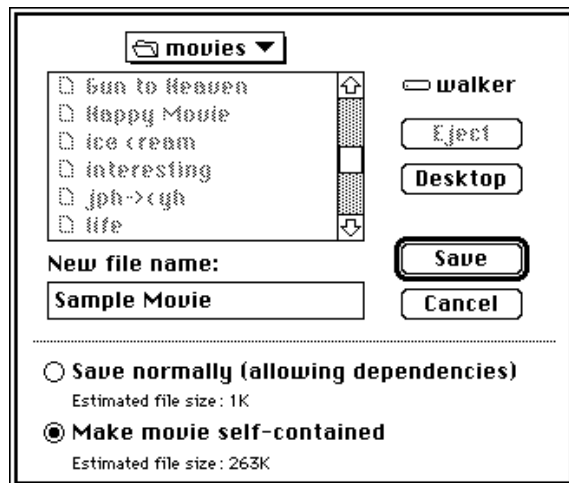 movies
Gun to Heaven
Happy Movie
ice cream
interesting
jph->cyh
life
walker
Eject
Desktop
New file name:
Sample Movie
Save
Cancel
Save normally (allowing dependencies)
Estimated file size: 1K
Make movie self-contained
Estimated file size: 263K